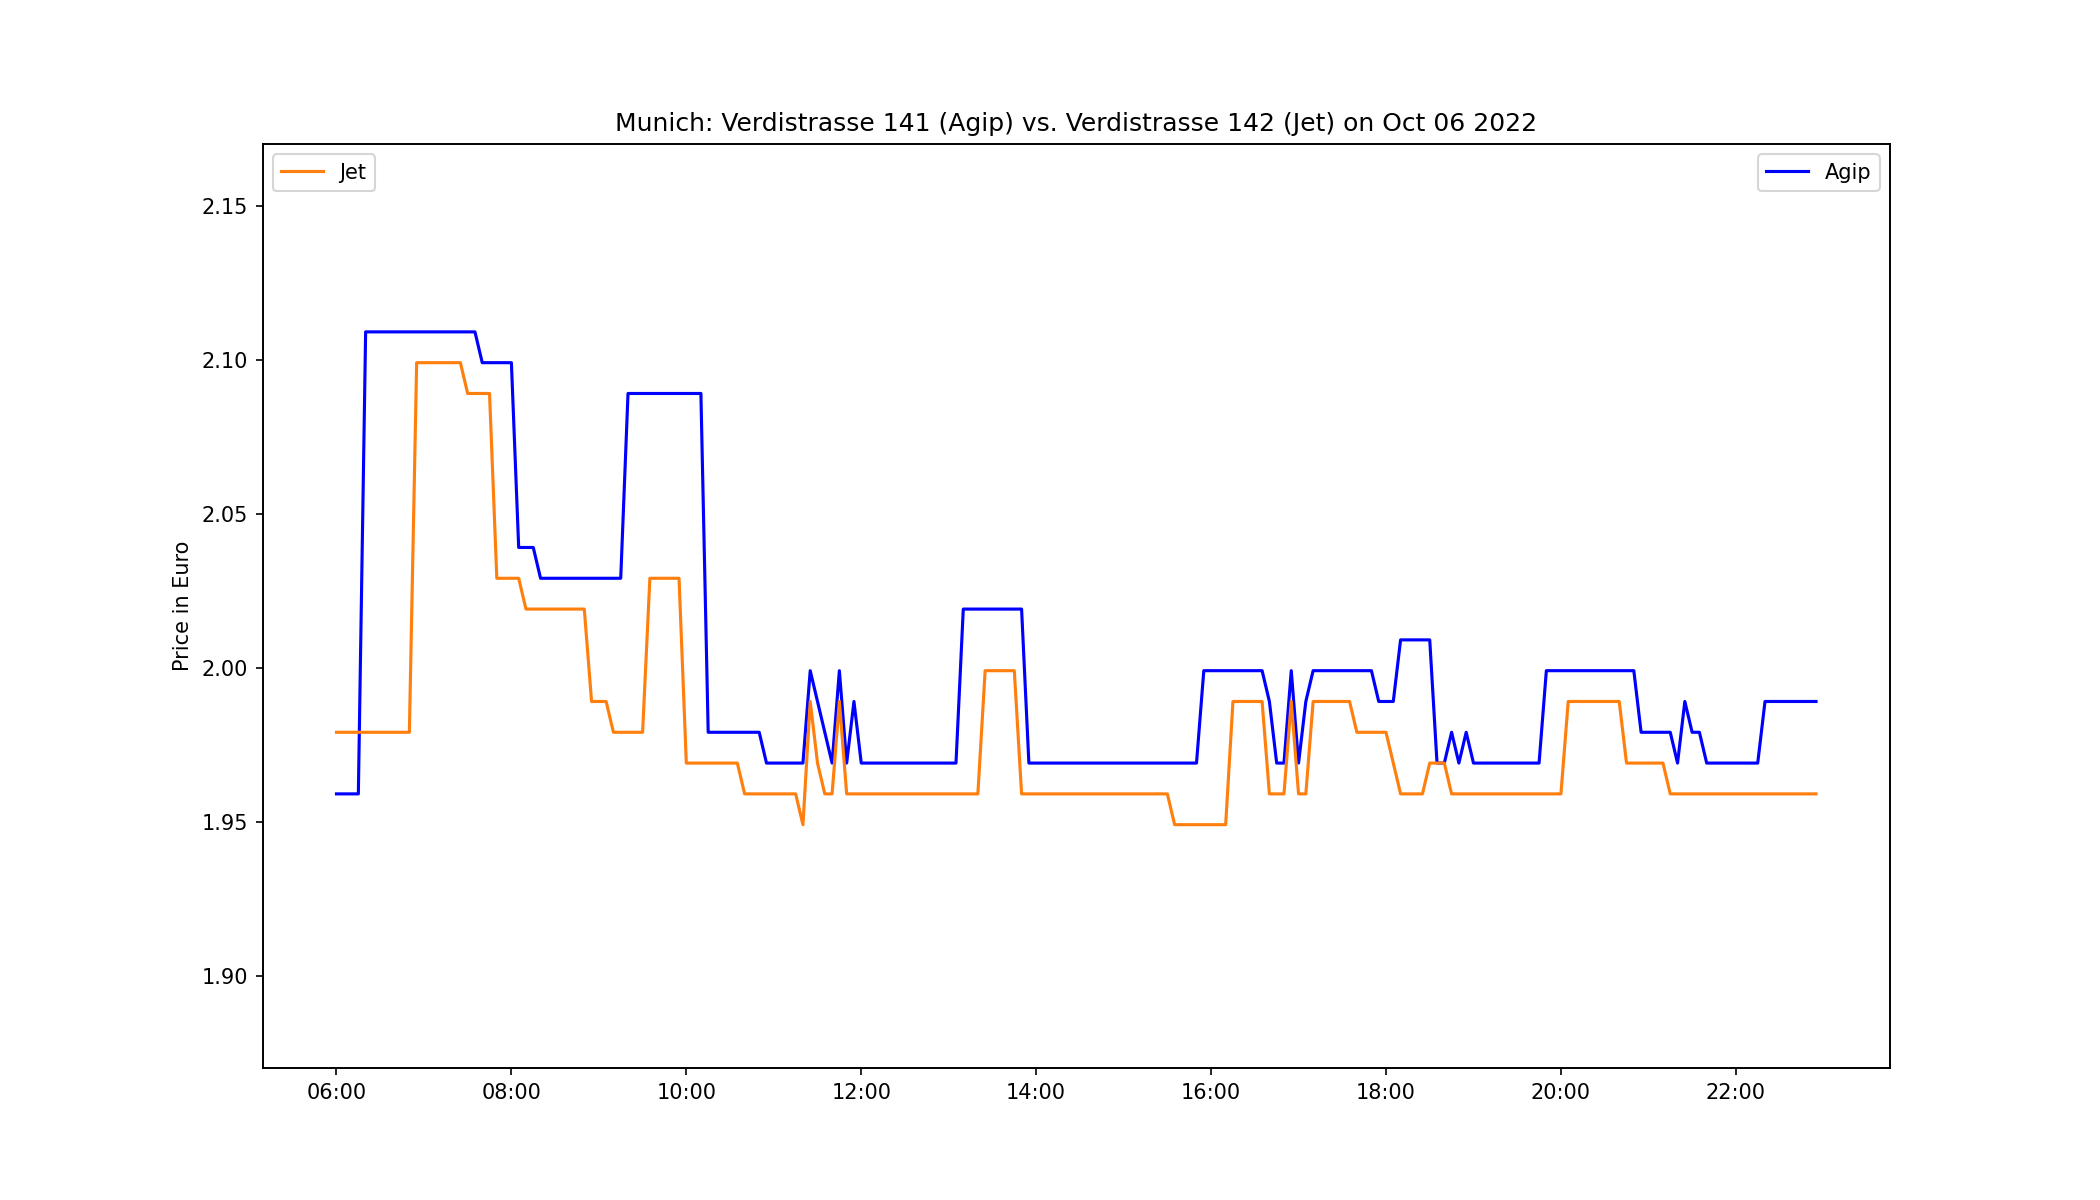 Munich: Verdistrasse 141 (Agip) vs. Verdistrasse 142 (Jet) on Oct 06 2022
Jet
Agip
Price in Euro
2.15
2.10
2.05
2.00
1.95
1.90
06:00 08:00 10:00 12:00 14:00 16:00 18:00 20:00 22:00